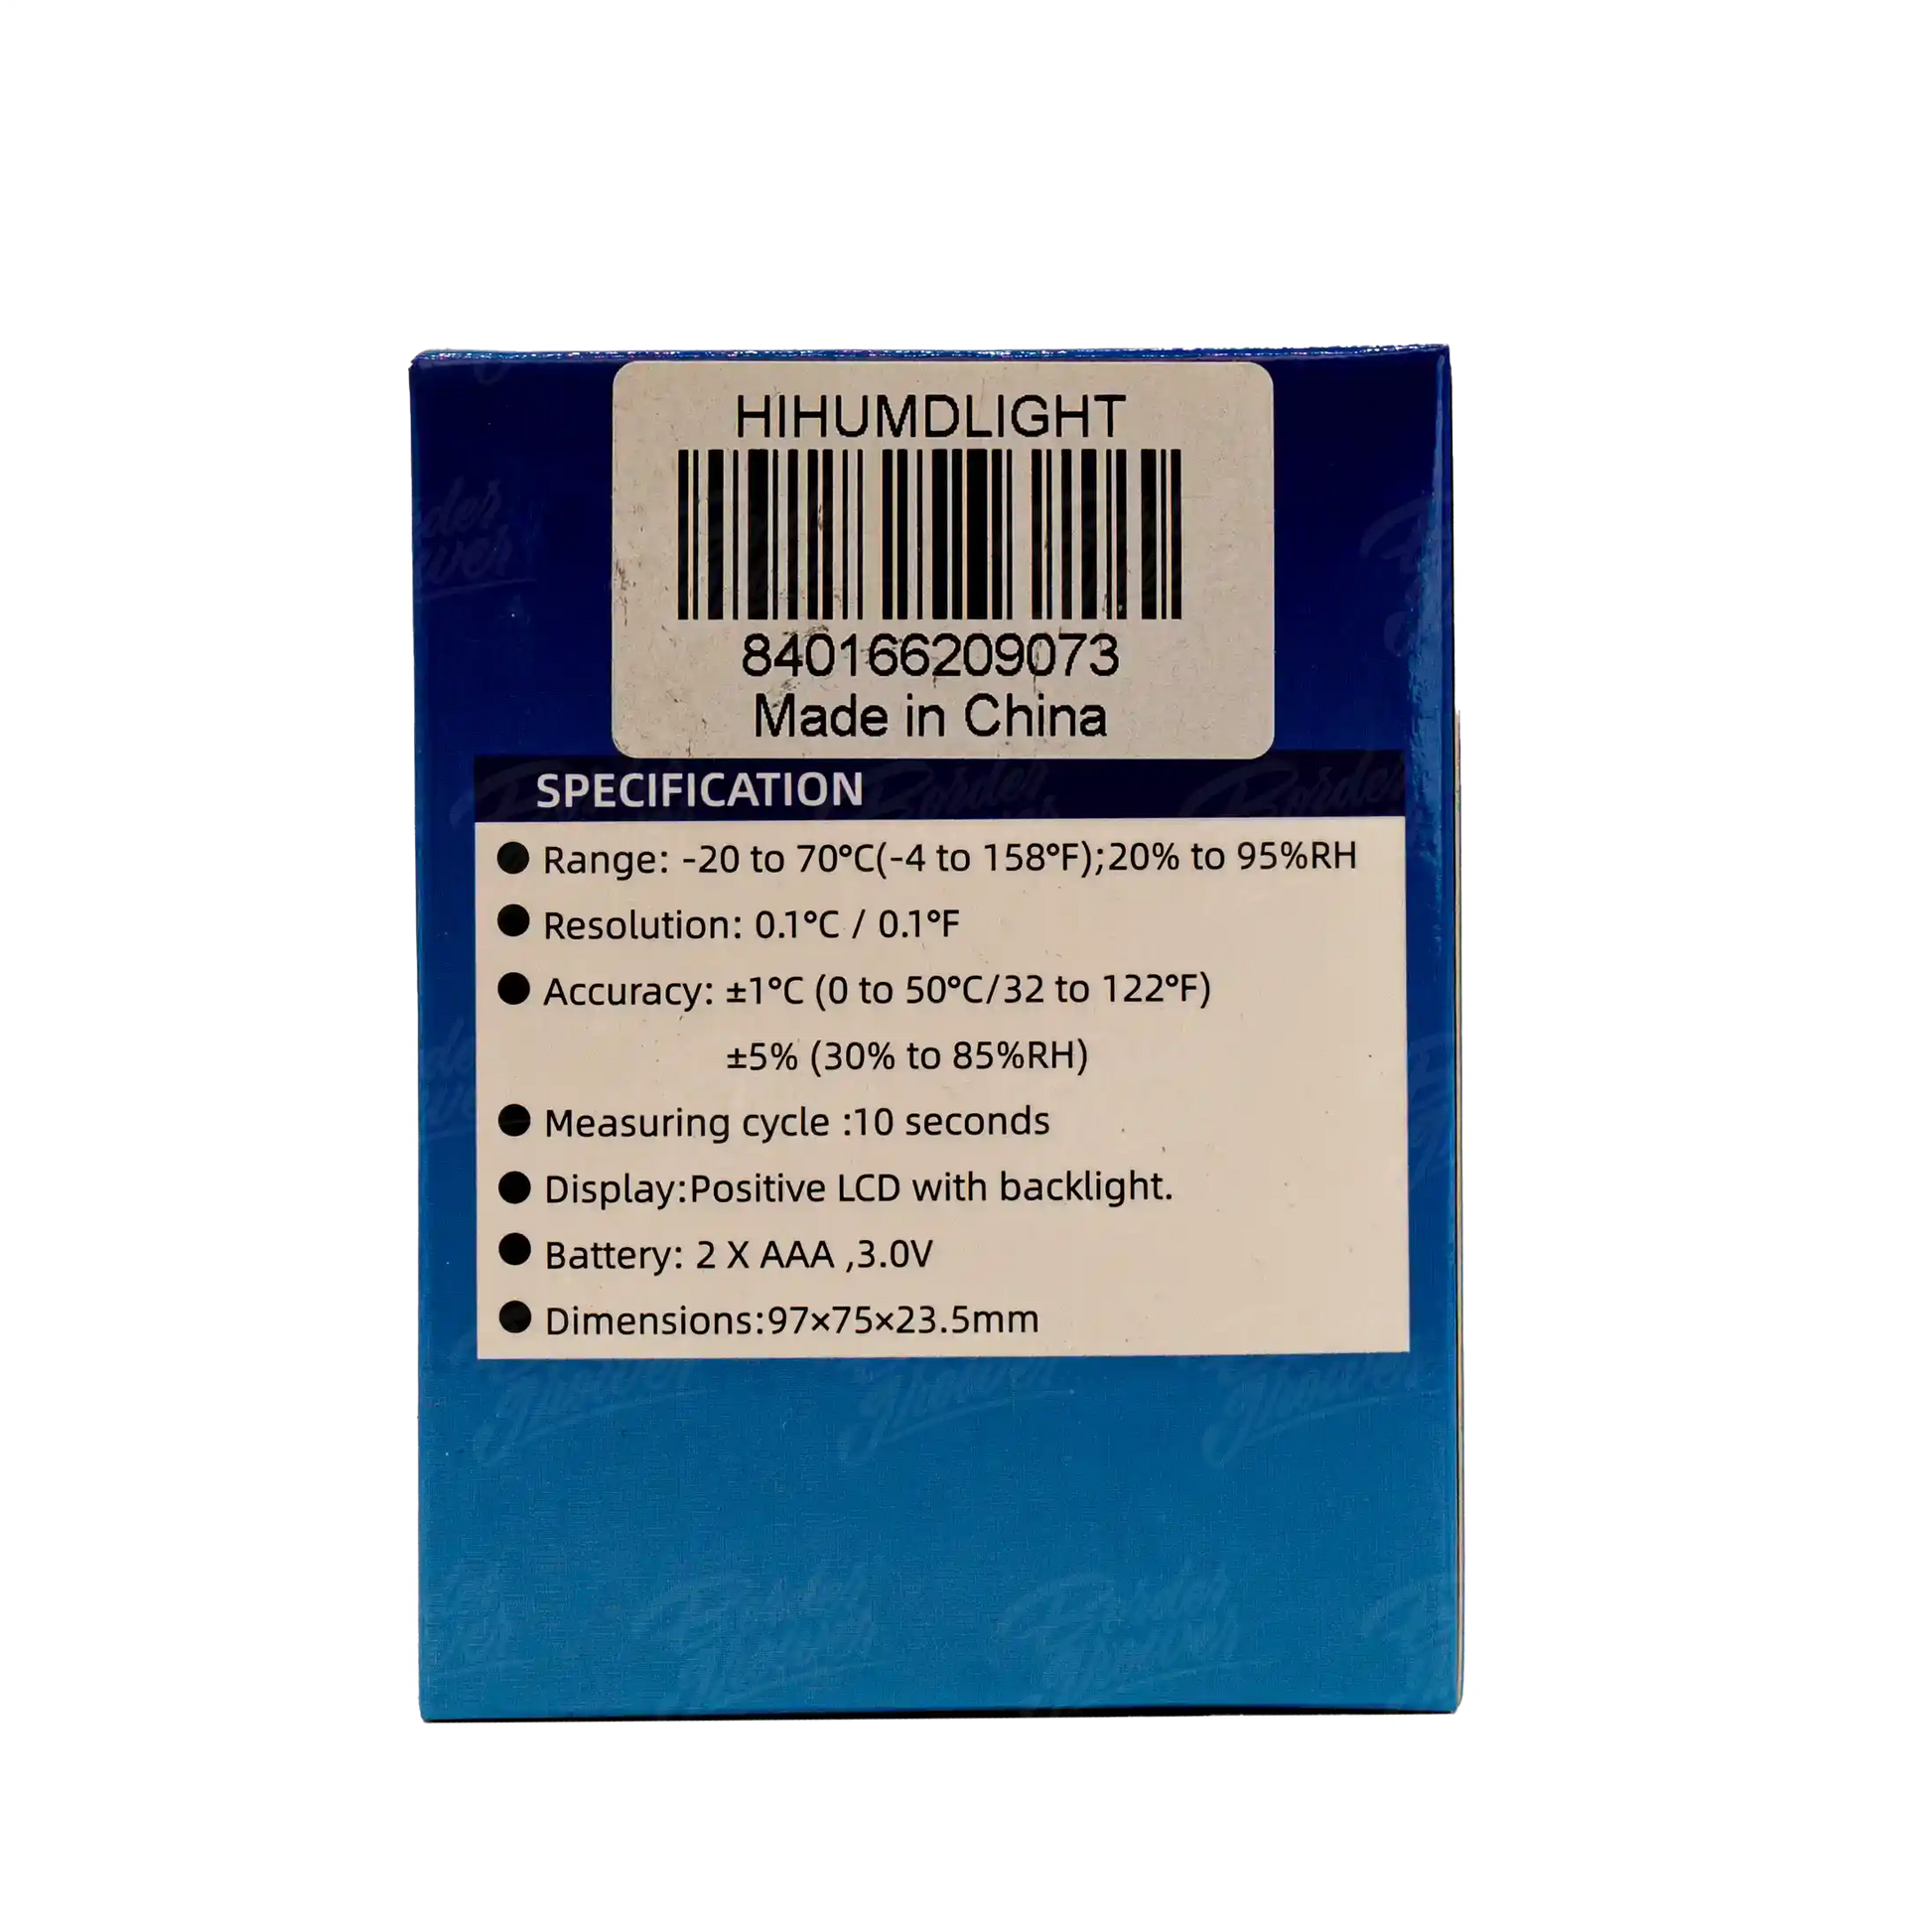 HIHUMDLIGHT
840166209073
Made in China
SPECIFICATION
● Range: -20 to 70°C(-4 to 158°F);20% to 95%RH
● Resolution: 0.1°C / 0.1°F
● Accuracy: ±1°C (0 to 50°C/32 to 122°F)
±5% (30% to 85%RH)
● Measuring cycle :10 seconds
● Display:Positive LCD with backlight.
● Battery: 2 X AAA ,3.0V
● Dimensions:97×75×23.5mm
Border
Grower